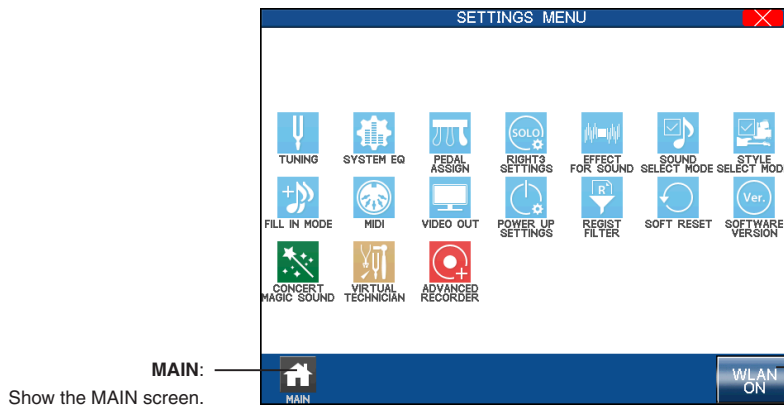 SETTINGS MENU
TUNING
SYSTEM EQ
PEDAL
ASSIGN
SOLO
RIGHT3
SETTINGS
EFFECT
FOR SOUND
SOUND
SELECT MODE
STYLE
SELECT MOD
FILL IN MODE
MIDI
VIDEO OUT
POWER UP
SETTINGS
R
REGIST
FILTER
SOFT RESET
Ver.
SOFTWARE
VERSION
CONCERT
MAGIC SOUND
VIRTUAL
TECHNICIAN
ADVANCED
RECORDER
MAIN:
Show the MAIN screen.
MAIN
WLAN
ON